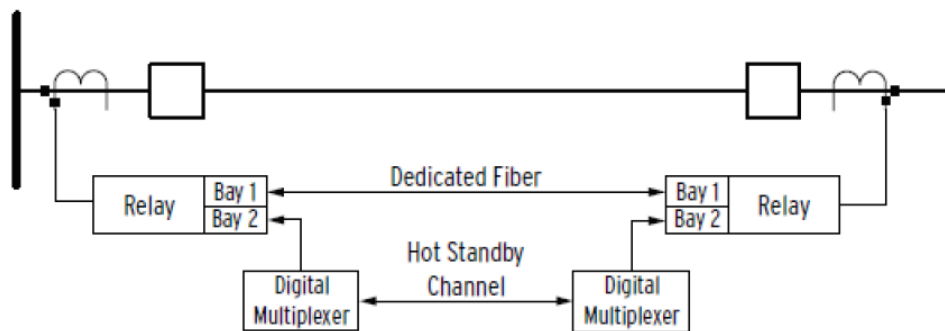 Relay
Bay 1
Bay 2
Dedicated Fiber
Bay 1
Bay 2
Relay
Hot Standby
Channel
Digital
Multiplexer
Digital
Multiplexer